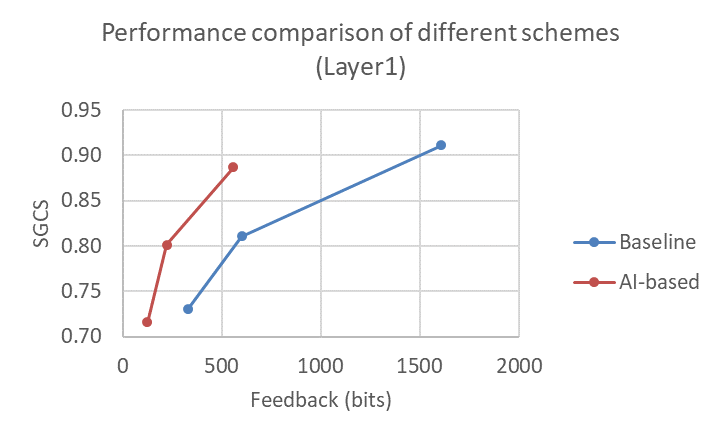 Performance comparison of different schemes
(Layer1)
0.95
0.90
0.85
0.80
0.75
0.70
SGCS
0
500
1000
1500
2000
Feedback (bits)
Baseline
AI-based